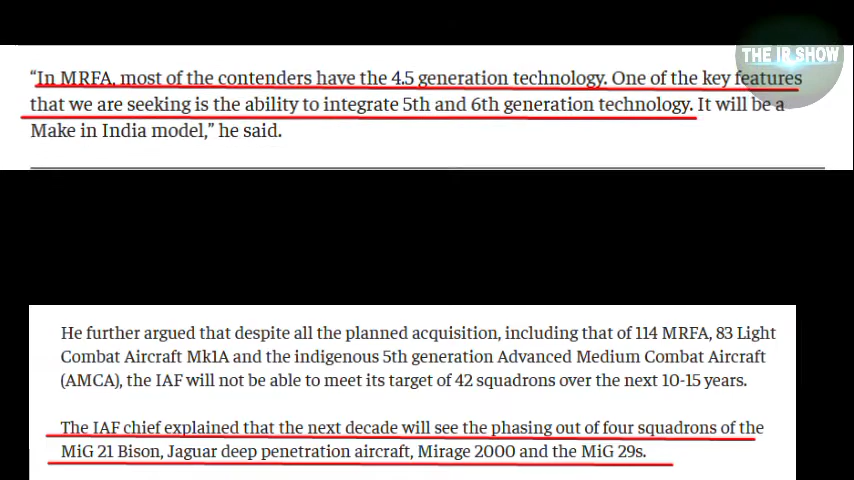 THE IR SHOW
“In MRFA, most of the contenders have the 4.5 generation technology. One of the key features
that we are seeking is the ability to integrate 5th and 6th generation technology. It will be a
Make in India model,” he said.
He further argued that despite all the planned acquisition, including that of 114 MRFA, 83 Light
Combat Aircraft Mk1A and the indigenous 5th generation Advanced Medium Combat Aircraft
(AMCA), the IAF will not be able to meet its target of 42 squadrons over the next 10-15 years.
The IAF chief explained that the next decade will see the phasing out of four squadrons of the
MiG 21 Bison, Jaguar deep penetration aircraft, Mirage 2000 and the MiG 29s.